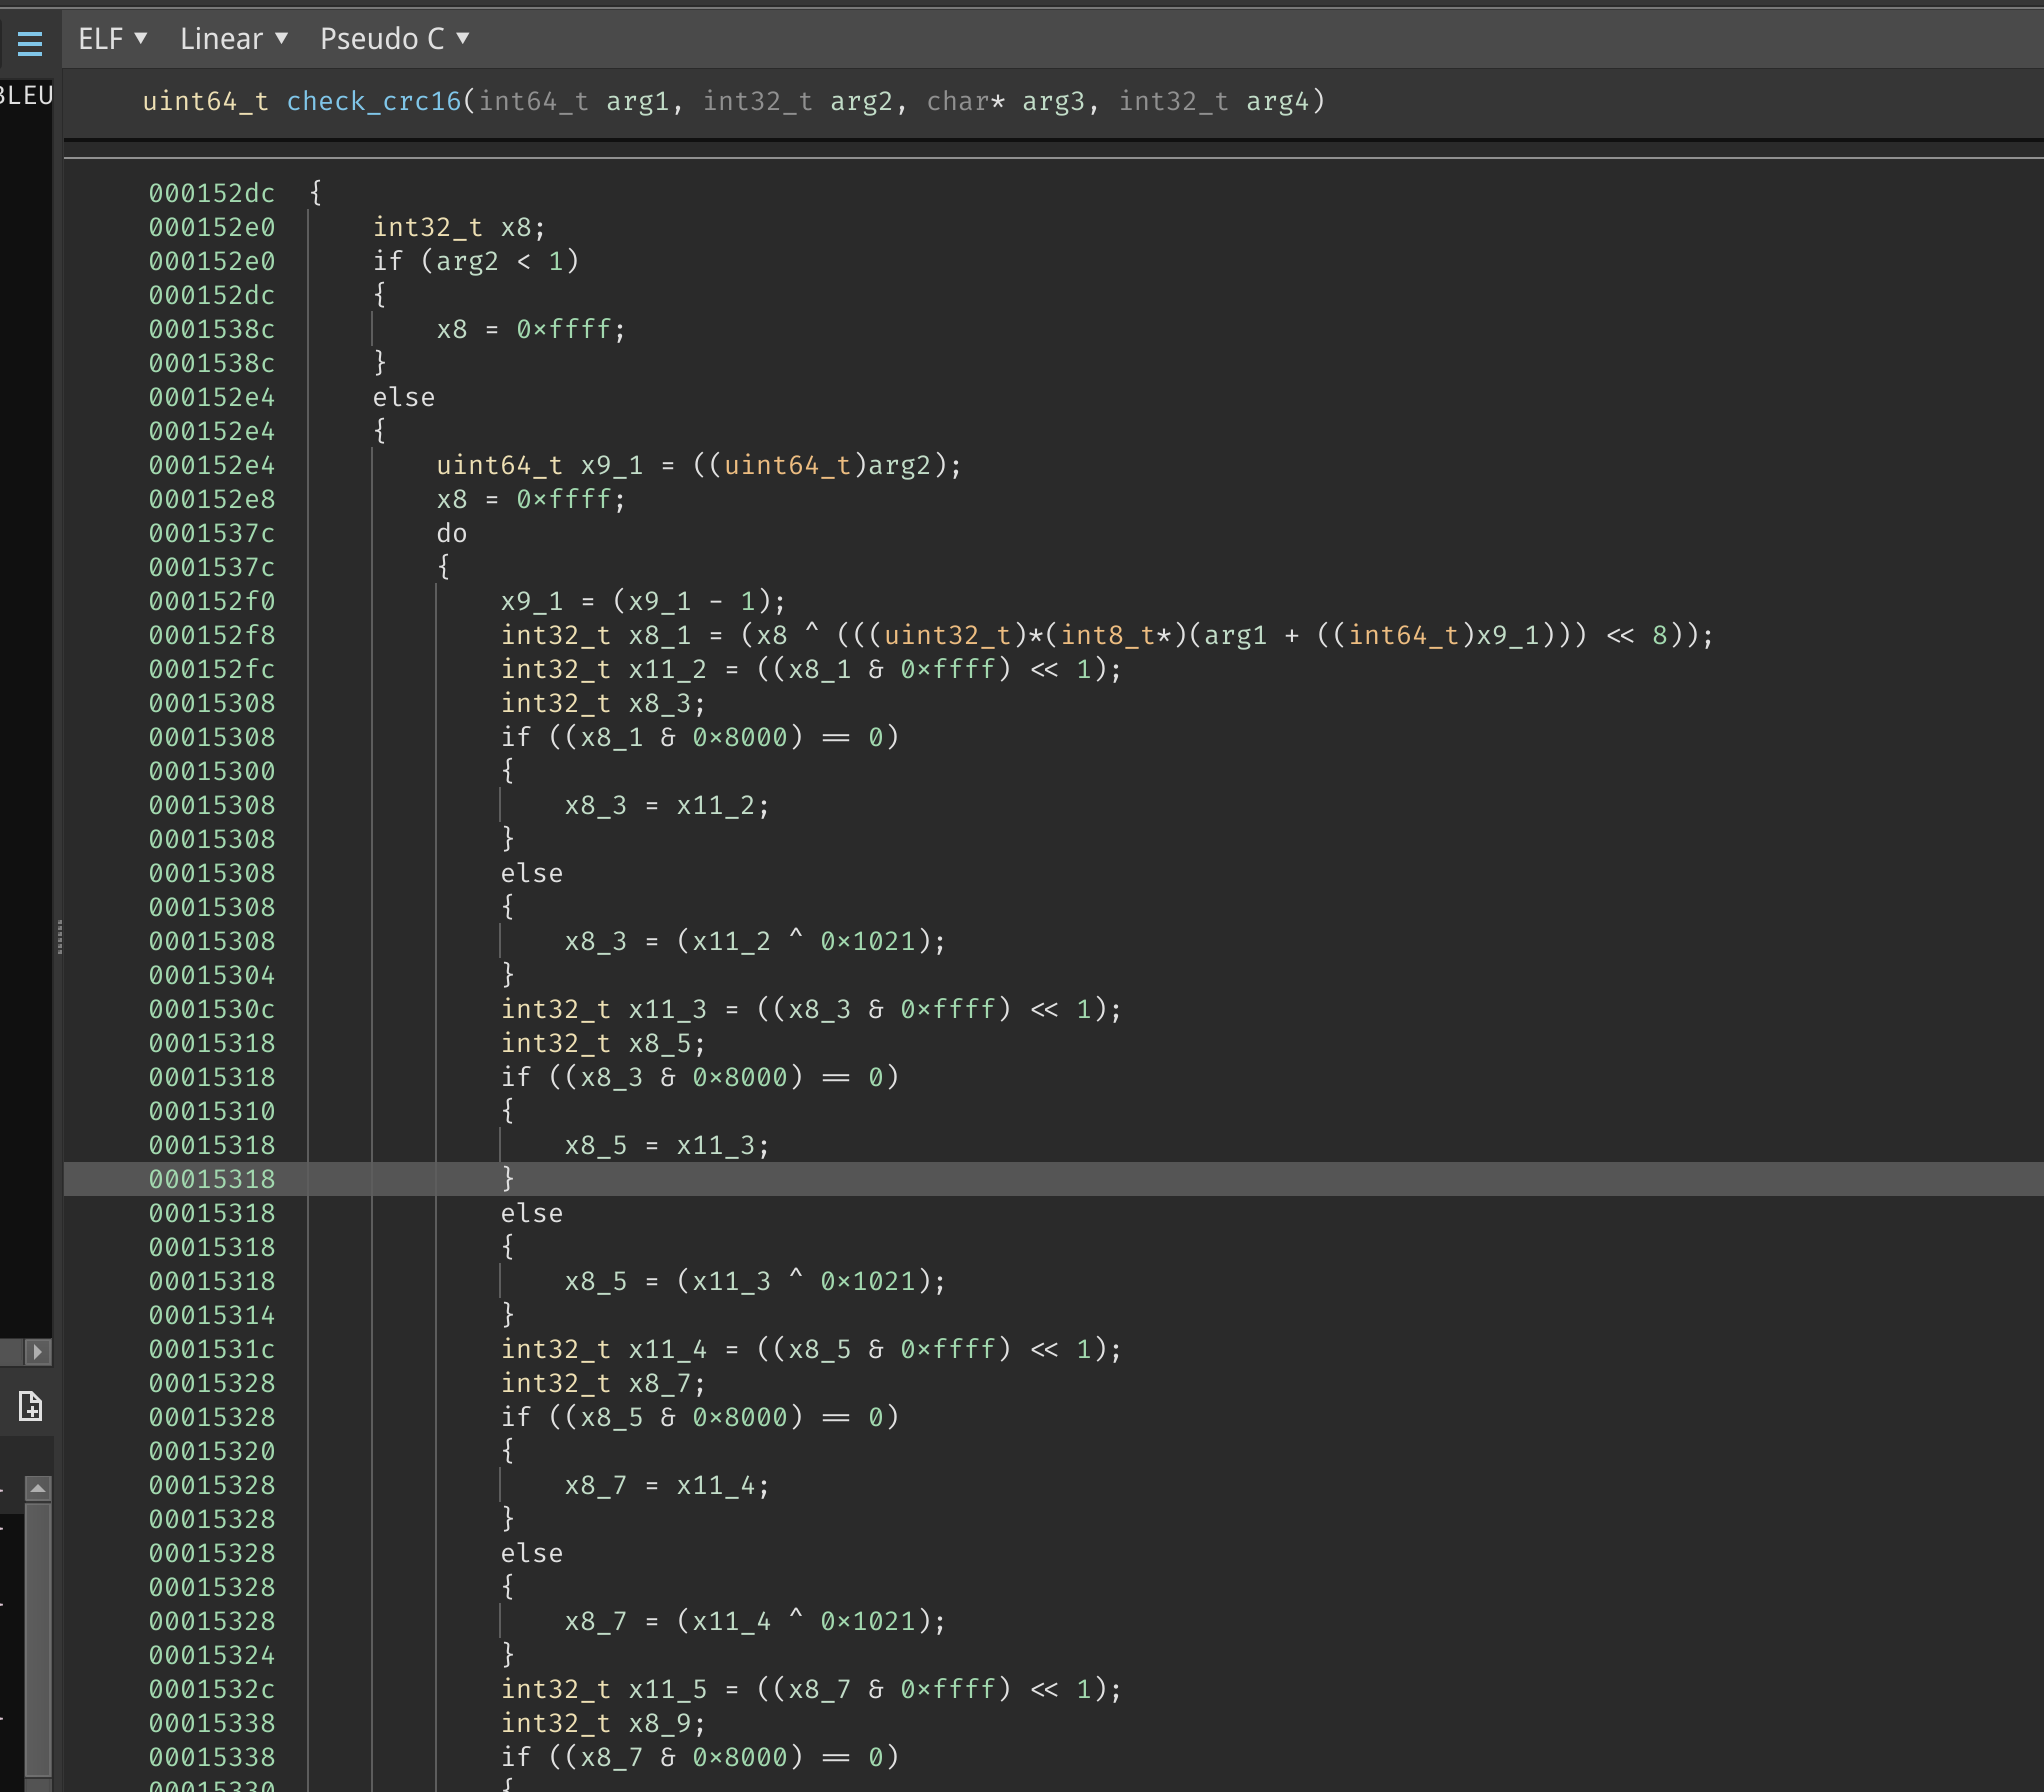 ELF ▼ Linear ▼ Pseudo C ▼
BLEU
uint64_t check_crc16(int64_t arg1, int32_t arg2, char* arg3, int32_t arg4)
000152dc {
000152e0 int32_t x8;
000152e0 if (arg2 < 1)
000152dc {
0001538c x8 = 0xffff;
0001538c }
000152e4 else
000152e4 {
000152e4 uint64_t x9_1 = ((uint64_t)arg2);
000152e8 x8 = 0xffff;
0001537c do
0001537c {
000152f0 x9_1 = (x9_1 - 1);
000152f8 int32_t x8_1 = (x8 ^ (((uint32_t)*(int8_t*)(arg1 + ((int64_t)x9_1))) << 8));
000152fc int32_t x11_2 = ((x8_1 & 0xffff) << 1);
00015308 int32_t x8_3;
00015308 if ((x8_1 & 0x8000) == 0)
00015300 {
00015308 x8_3 = x11_2;
00015308 }
00015308 else
00015308 {
00015308 x8_3 = (x11_2 ^ 0x1021);
00015304 }
0001530c int32_t x11_3 = ((x8_3 & 0xffff) << 1);
00015318 int32_t x8_5;
00015318 if ((x8_3 & 0x8000) == 0)
00015310 {
00015318 x8_5 = x11_3;
00015318 }
00015318 else
00015318 {
00015318 x8_5 = (x11_3 ^ 0x1021);
00015314 }
0001531c int32_t x11_4 = ((x8_5 & 0xffff) << 1);
00015328 int32_t x8_7;
00015328 if ((x8_5 & 0x8000) == 0)
00015320 {
00015328 x8_7 = x11_4;
00015328 }
00015328 else
00015328 {
00015328 x8_7 = (x11_4 ^ 0x1021);
00015324 }
0001532c int32_t x11_5 = ((x8_7 & 0xffff) << 1);
00015338 int32_t x8_9;
00015338 if ((x8_7 & 0x8000) == 0)
00015330 {